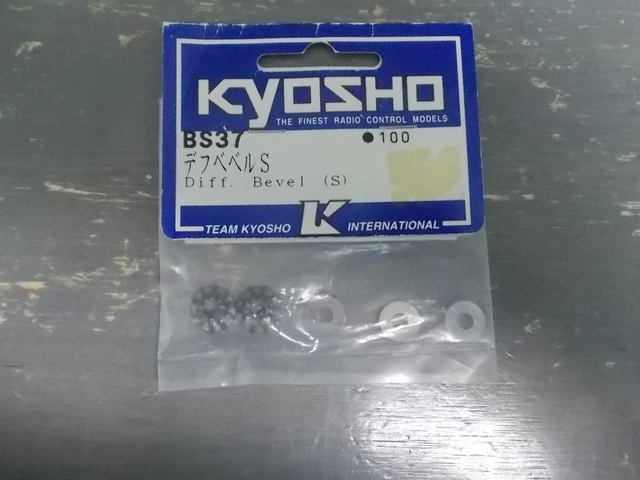 KYOSHO
THE FINEST RADIO CONTROL MODELS
BS37 ●100
デフベベルS
Diff. Bevel (S)
TEAM KYOSHO K INTERNATIONAL